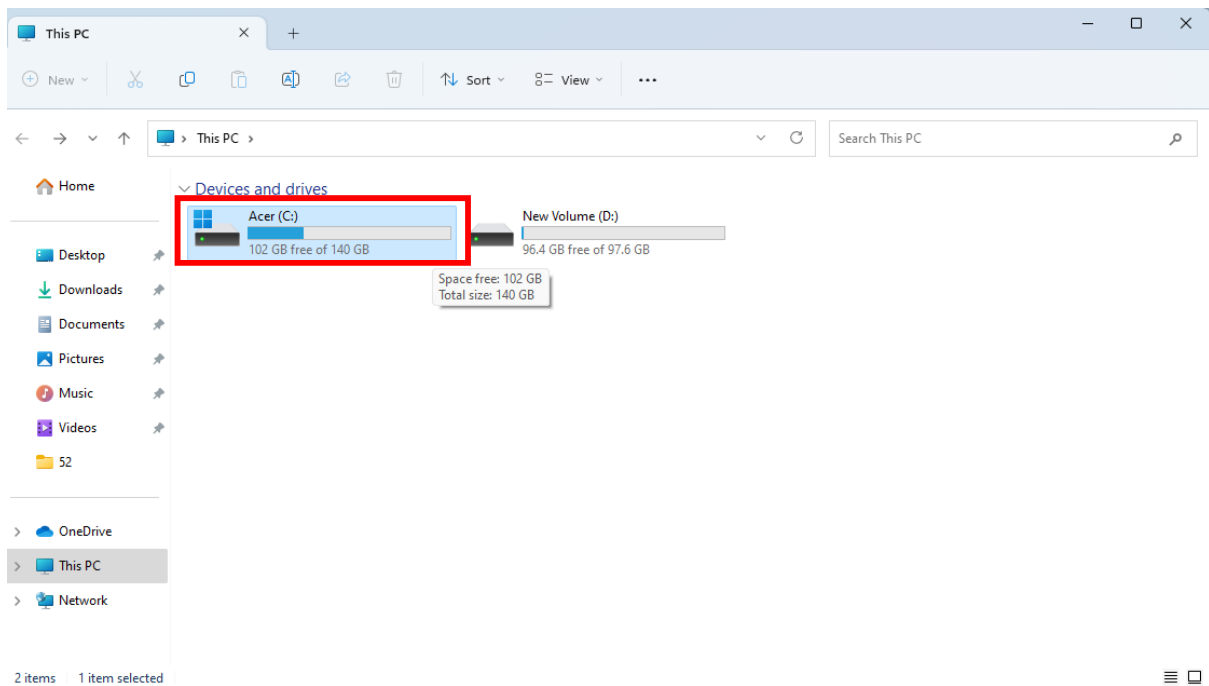 This PC
New
Sort
View
This PC
Search This PC
Home
Desktop
Downloads
Documents
Pictures
Music
Videos
52
OneDrive
This PC
Network
Devices and drives
Acer (C:)
102 GB free of 140 GB
New Volume (D:)
96.4 GB free of 97.6 GB
Space free: 102 GB
Total size: 140 GB
2 items 1 item selected